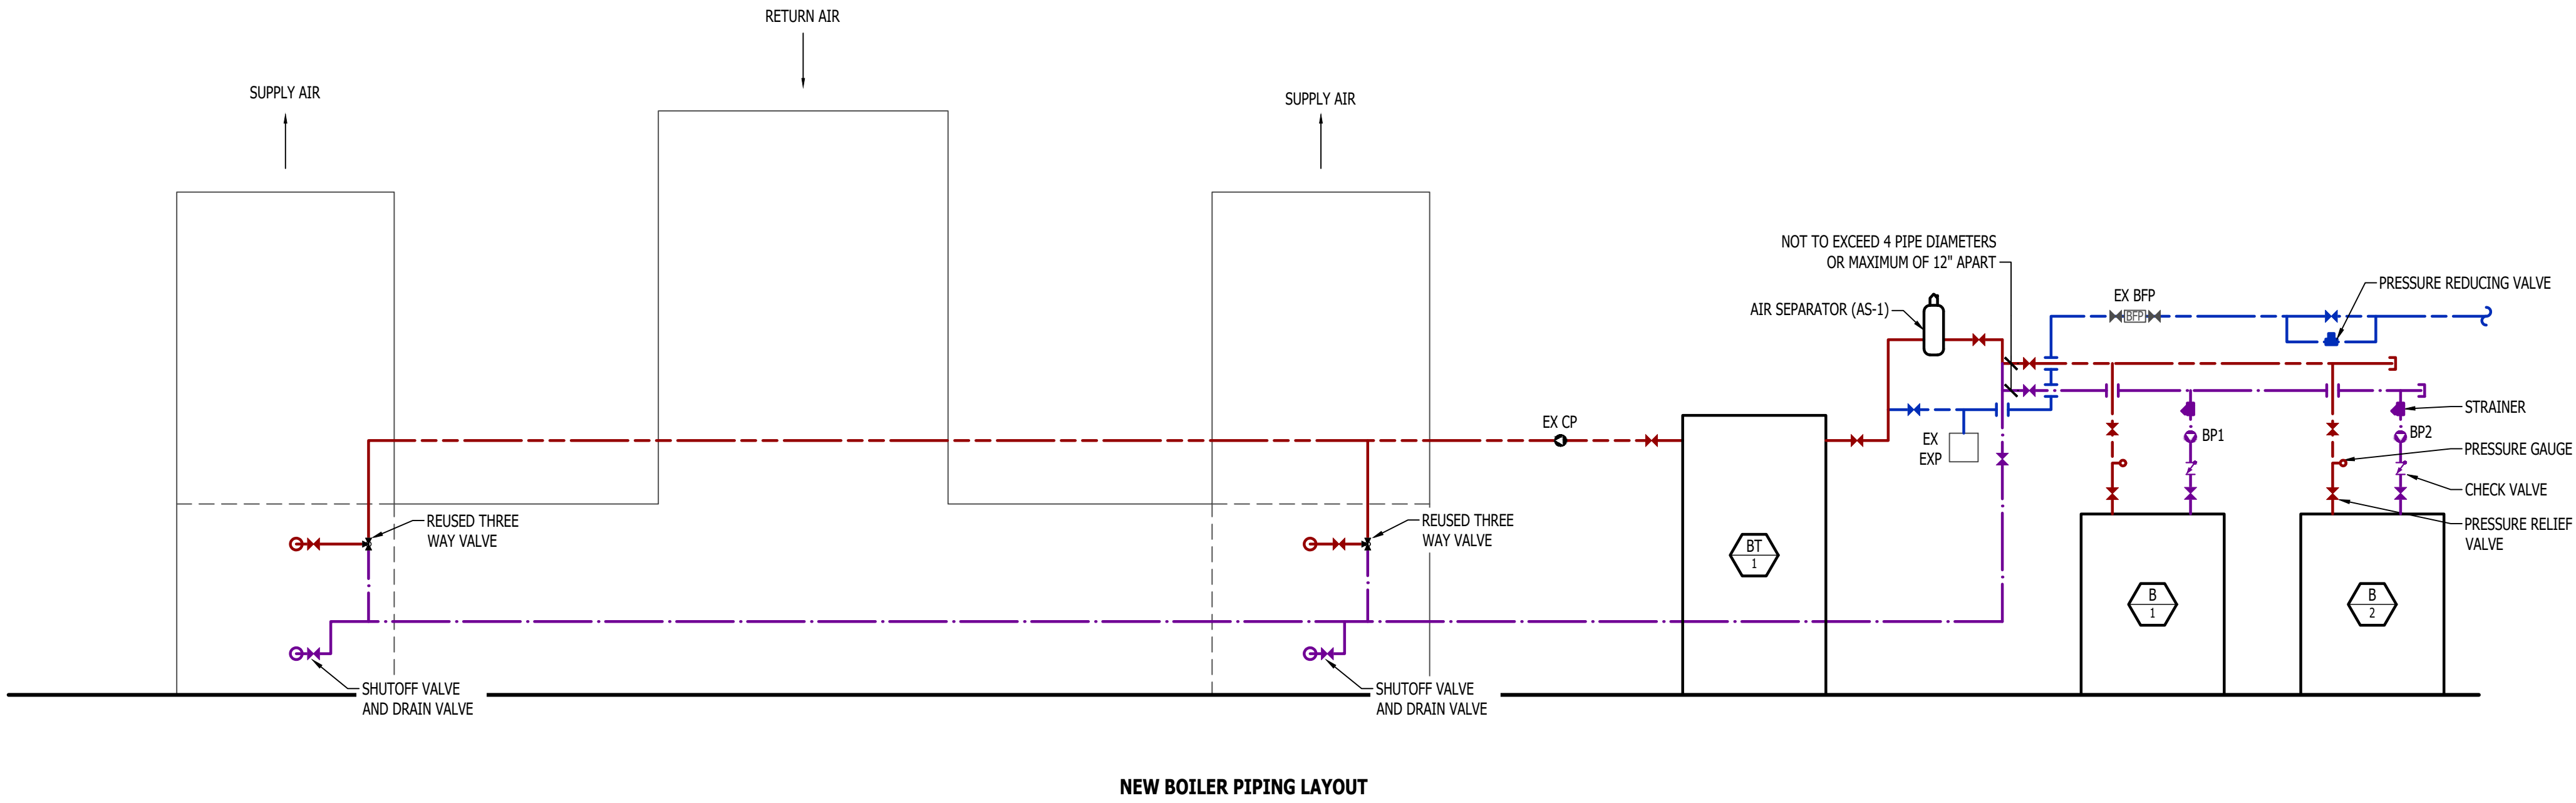 RETURN AIR
SUPPLY AIR
SUPPLY AIR
NOT TO EXCEED 4 PIPE DIAMETERS
OR MAXIMUM OF 12" APART
AIR SEPARATOR (AS-1)
EX BFP
BFP
PRESSURE REDUCING VALVE
STRAINER
BP1
BP2
PRESSURE GAUGE
CHECK VALVE
PRESSURE RELIEF
VALVE
EX CP
EX
EXP
REUSED THREE
WAY VALVE
REUSED THREE
WAY VALVE
BT
1
B
1
B
2
SHUTOFF VALVE
AND DRAIN VALVE
SHUTOFF VALVE
AND DRAIN VALVE
NEW BOILER PIPING LAYOUT